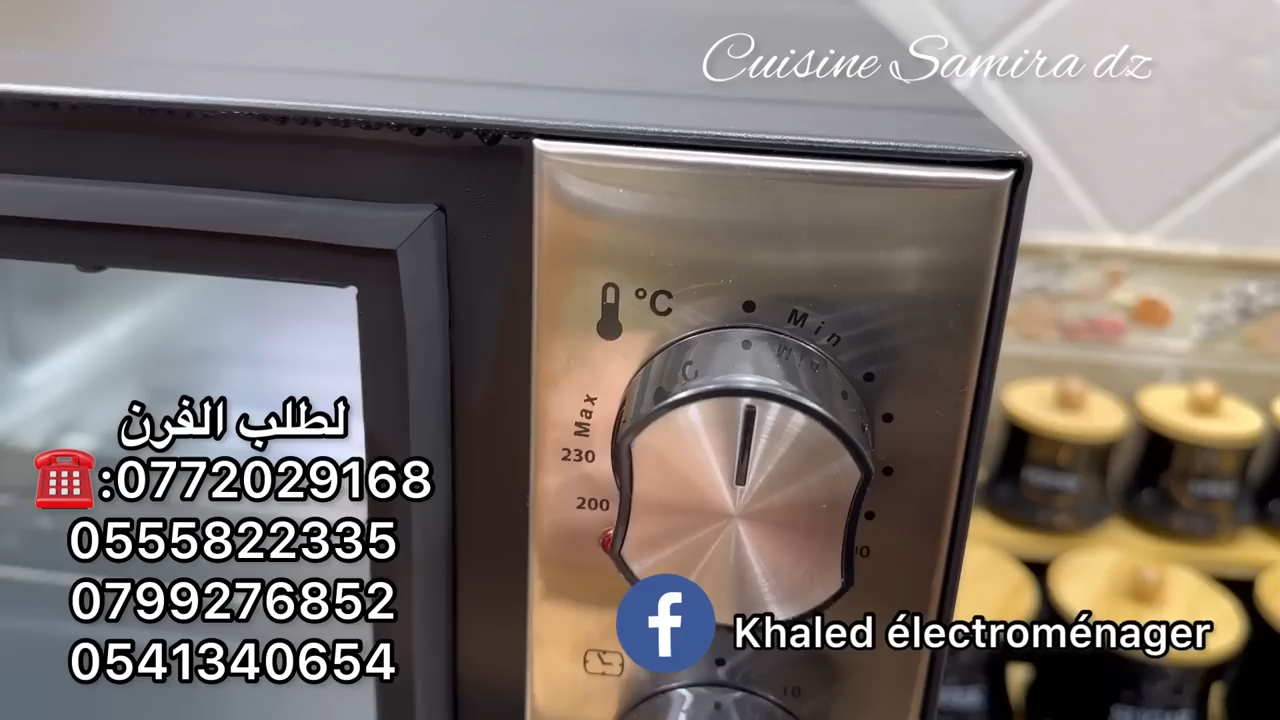 Cuisine Samira dz
°C
Min
Max
230
200
لطلب الفرن
☎️:0772029168
0555822335
0799276852
0541340654
Khaled électroménager
10